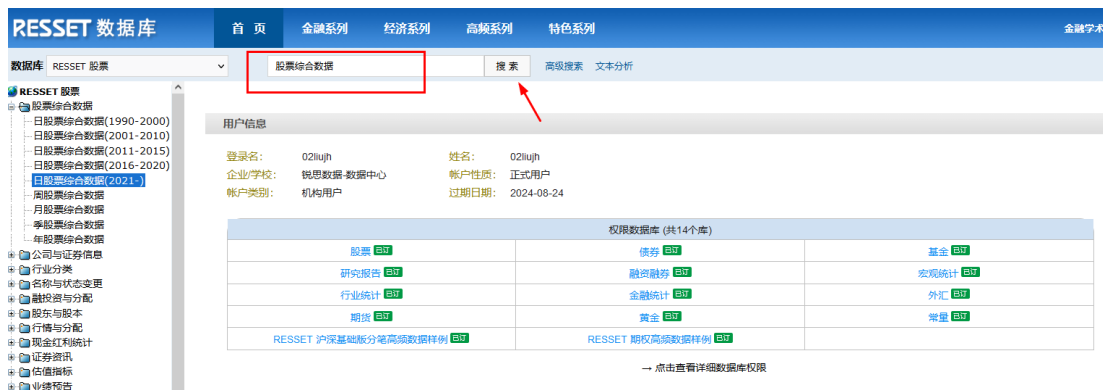 RESSET 数据库 首 页 金融系列 经济系列 高频系列 特色系列 金融学术
数据库 RESSET 股票 股票综合数据 搜 索 高级搜索 文本分析
RESSET 股票
股票综合数据
日股票综合数据(1990-2000)
日股票综合数据(2001-2010)
日股票综合数据(2011-2015)
日股票综合数据(2016-2020)
日股票综合数据(2021-)
周股票综合数据
月股票综合数据
季股票综合数据
年股票综合数据
公司与证券信息
行业分类
名称与状态变更
融投资与分配
股东与股本
行情与分配
现金红利统计
证券资讯
估值指标
业绩预告
用户信息
登录名: 02liujh 姓名: 02liujh
企业/学校: 锐思数据-数据中心 帐户性质: 正式用户
帐户类别: 机构用户 过期日期: 2024-08-24
权限数据库 (共14个库)
股票 已订 债券 已订 基金 已订
研究报告 已订 融资融券 已订 宏观统计 已订
行业统计 已订 金融统计 已订 外汇 已订
期货 已订 黄金 已订 常量 已订
RESSET 沪深基础版分笔高频数据样例 已订 RESSET 期权高频数据样例 已订
→ 点击查看详细数据库权限